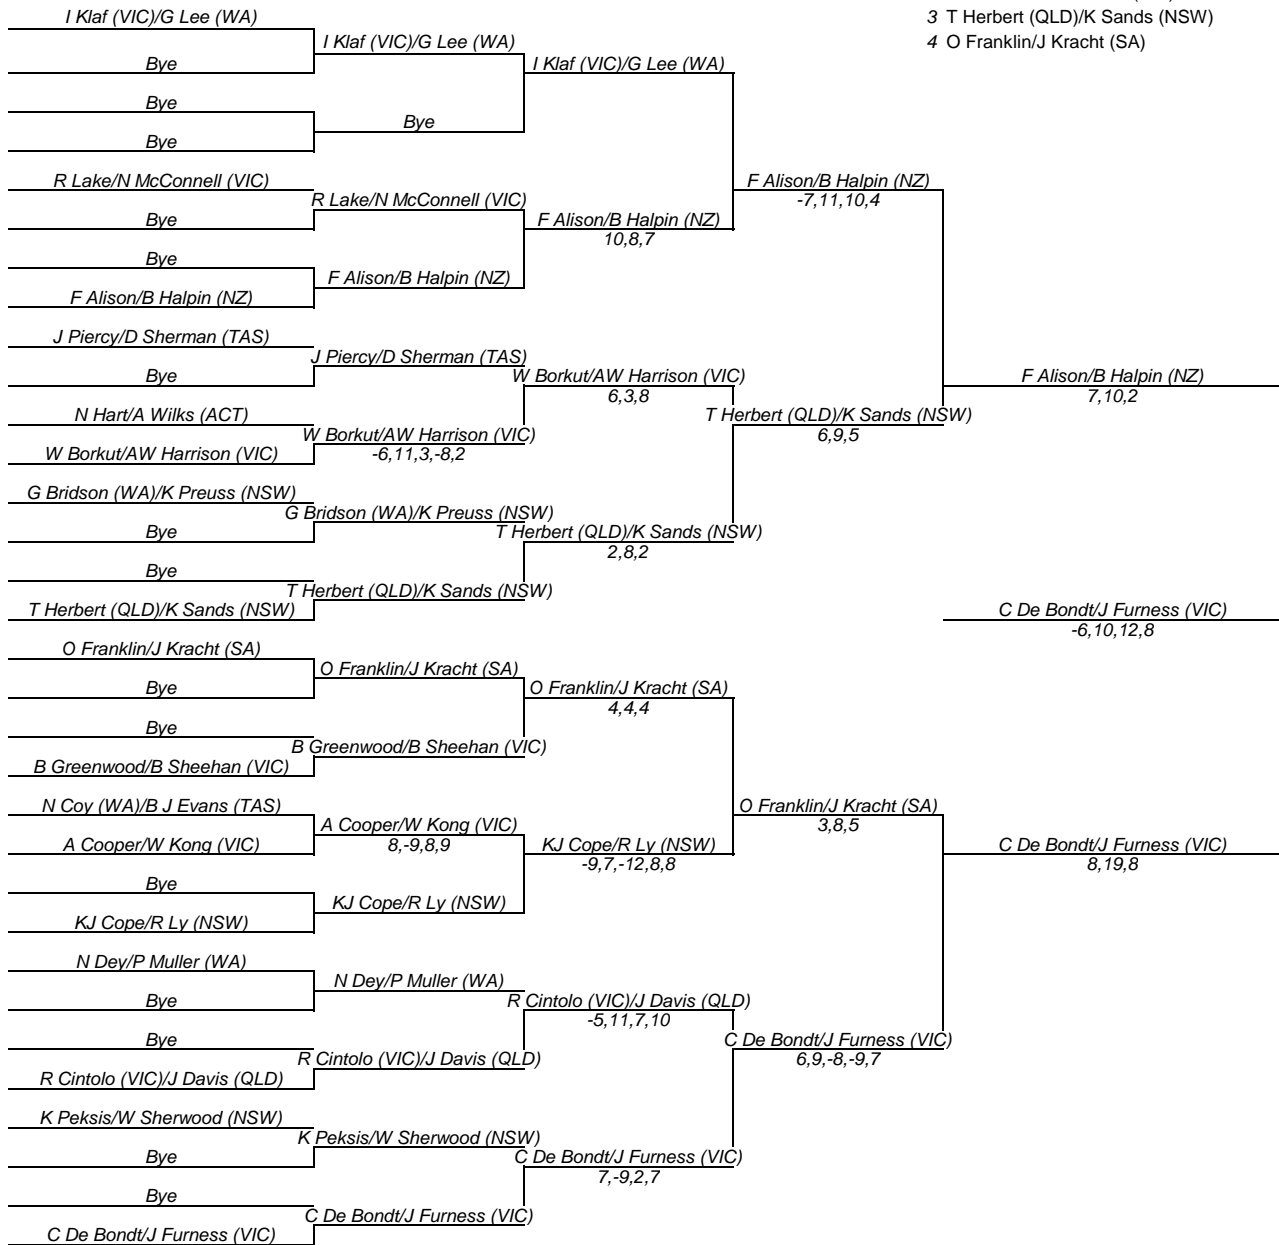 3 T Herbert (QLD)/K Sands (NSW)
4 O Franklin/J Kracht (SA)
I Klaf (VIC)/G Lee (WA)
Bye
Bye
Bye
R Lake/N McConnell (VIC)
Bye
Bye
F Alison/B Halpin (NZ)
J Piercy/D Sherman (TAS)
Bye
N Hart/A Wilks (ACT)
W Borkut/AW Harrison (VIC)
G Bridson (WA)/K Preuss (NSW)
Bye
Bye
T Herbert (QLD)/K Sands (NSW)
O Franklin/J Kracht (SA)
Bye
Bye
B Greenwood/B Sheehan (VIC)
N Coy (WA)/B J Evans (TAS)
A Cooper/W Kong (VIC)
Bye
KJ Cope/R Ly (NSW)
N Dey/P Muller (WA)
Bye
Bye
R Cintolo (VIC)/J Davis (QLD)
K Peksis/W Sherwood (NSW)
Bye
Bye
C De Bondt/J Furness (VIC)
I Klaf (VIC)/G Lee (WA)
Bye
R Lake/N McConnell (VIC)
F Alison/B Halpin (NZ)
J Piercy/D Sherman (TAS)
W Borkut/AW Harrison (VIC)
-6,11,3,-8,2
G Bridson (WA)/K Preuss (NSW)
T Herbert (QLD)/K Sands (NSW)
O Franklin/J Kracht (SA)
B Greenwood/B Sheehan (VIC)
A Cooper/W Kong (VIC)
8,-9,8,9
KJ Cope/R Ly (NSW)
N Dey/P Muller (WA)
R Cintolo (VIC)/J Davis (QLD)
K Peksis/W Sherwood (NSW)
C De Bondt/J Furness (VIC)
I Klaf (VIC)/G Lee (WA)
F Alison/B Halpin (NZ)
10,8,7
W Borkut/AW Harrison (VIC)
6,3,8
T Herbert (QLD)/K Sands (NSW)
2,8,2
O Franklin/J Kracht (SA)
4,4,4
KJ Cope/R Ly (NSW)
-9,7,-12,8,8
R Cintolo (VIC)/J Davis (QLD)
-5,11,7,10
C De Bondt/J Furness (VIC)
7,-9,2,7
F Alison/B Halpin (NZ)
-7,11,10,4
T Herbert (QLD)/K Sands (NSW)
6,9,5
O Franklin/J Kracht (SA)
3,8,5
C De Bondt/J Furness (VIC)
6,9,-8,-9,7
F Alison/B Halpin (NZ)
7,10,2
C De Bondt/J Furness (VIC)
-6,10,12,8
C De Bondt/J Furness (VIC)
8,19,8